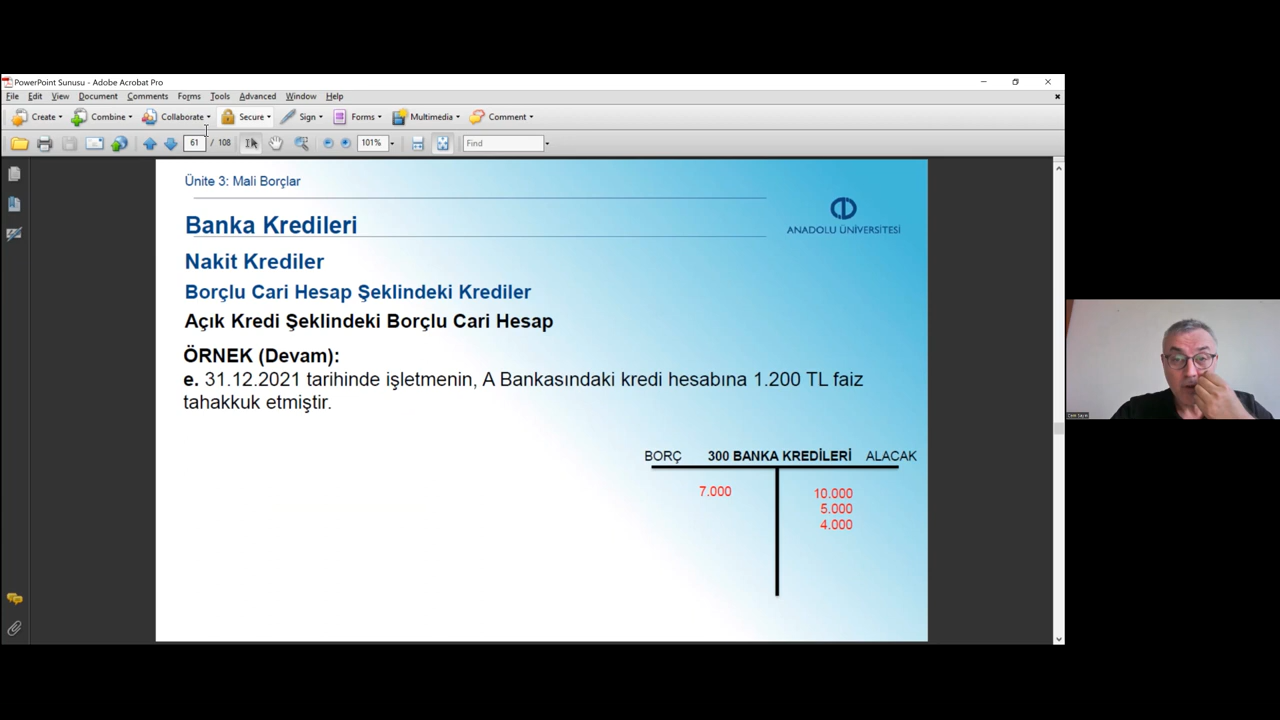 PowerPoint Sunusu - Adobe Acrobat Pro
File Edit View Document Comments Forms Tools Advanced Window Help
Create Combine Collaborate Secure Sign Forms Multimedia Comment
61 / 108 101% Find
Ünite 3: Mali Borçlar
ANADOLU ÜNİVERSİTESİ
Banka Kredileri
Nakit Krediler
Borçlu Cari Hesap Şeklindeki Krediler
Açık Kredi Şeklindeki Borçlu Cari Hesap
ÖRNEK (Devam):
e. 31.12.2021 tarihinde işletmenin, A Bankasındaki kredi hesabına 1.200 TL faiz
tahakkuk etmiştir.
BORÇ 300 BANKA KREDİLERİ ALACAK
7.000 10.000
5.000
4.000